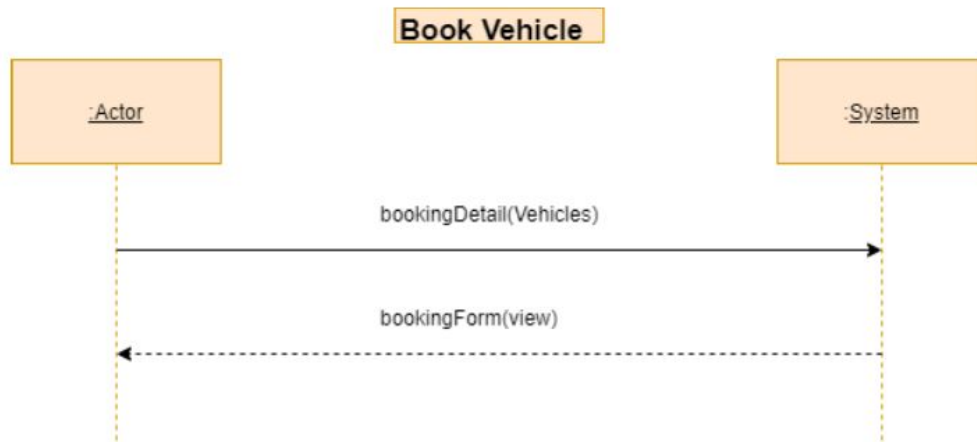 Book Vehicle
:Actor
:System
bookingDetail(Vehicles)
bookingForm(view)